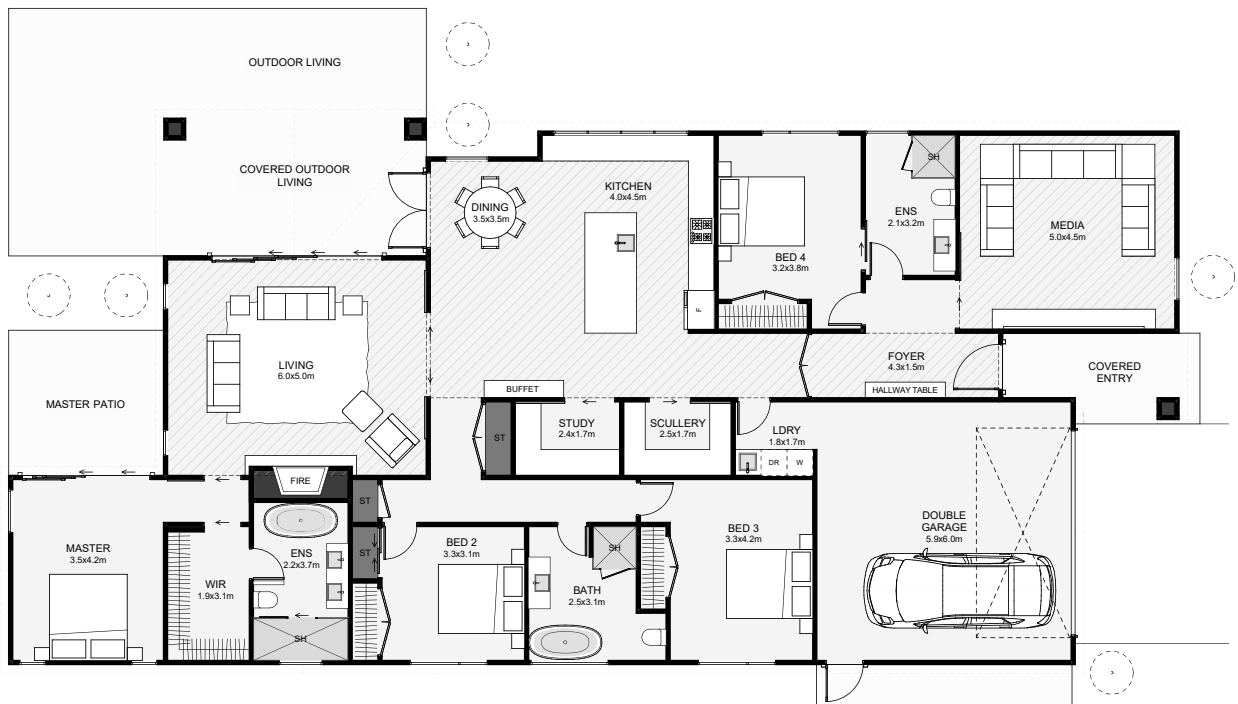 OUTDOOR LIVING
COVERED OUTDOOR
LIVING
DINING
3.5x3.5m
KITCHEN
4.0x4.5m
BED 4
3.2x3.8m
SH
ENS
2.1x3.2m
MEDIA
5.0x4.5m
F
LIVING
6.0x5.0m
FOYER
4.3x1.5m
HALLWAY TABLE
COVERED
ENTRY
MASTER PATIO
BUFFET
ST
STUDY
2.4x1.7m
SCULLERY
2.5x1.7m
LDRY
1.8x1.7m
DR
W
FIRE
ST
ST
MASTER
3.5x4.2m
WIR
1.9x3.1m
ENS
2.2x3.7m
SH
BED 2
3.3x3.1m
SH
BATH
2.5x3.1m
BED 3
3.3x4.2m
DOUBLE
GARAGE
5.9x6.0m